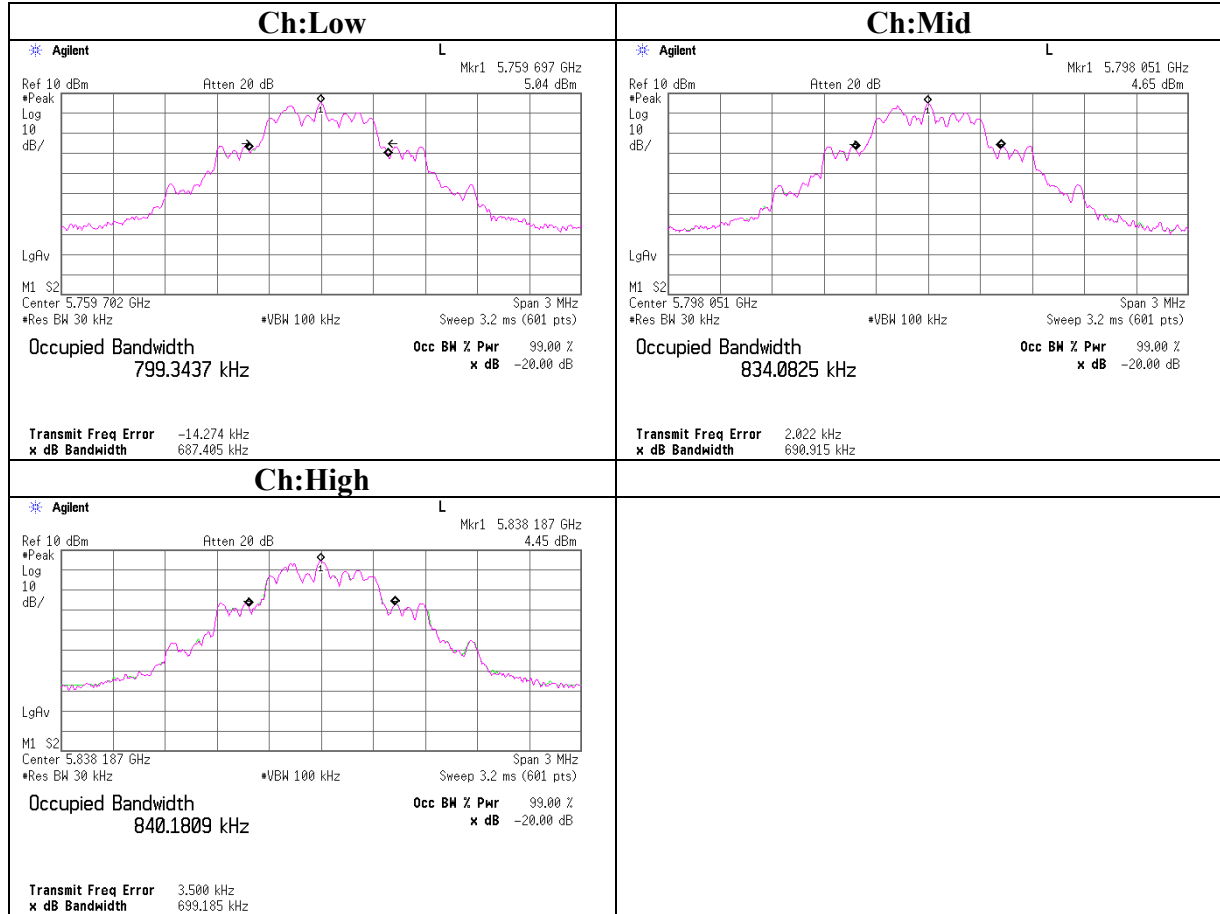 Ch:Low
Agilent
L
Mkr1 5.759 697 GHz
Ref 10 dBm Atten 20 dB 5.04 dBm
#Peak
Log
10
dB/
1
LgAv
M1 S2
Center 5.759 702 GHz Span 3 MHz
#Res BW 30 kHz #VBW 100 kHz Sweep 3.2 ms (601 pts)
Occupied Bandwidth Occ BW % Pwr 99.00 %
799.3437 kHz x dB -20.00 dB
Transmit Freq Error -14.274 kHz
x dB Bandwidth 687.405 kHz
Ch:Mid
Agilent
L
Mkr1 5.798 051 GHz
Ref 10 dBm Atten 20 dB 4.65 dBm
#Peak
Log
10
dB/
1
LgAv
M1 S2
Center 5.798 051 GHz Span 3 MHz
#Res BW 30 kHz #VBW 100 kHz Sweep 3.2 ms (601 pts)
Occupied Bandwidth Occ BW % Pwr 99.00 %
834.0825 kHz x dB -20.00 dB
Transmit Freq Error 2.022 kHz
x dB Bandwidth 690.915 kHz
Ch:High
Agilent
L
Mkr1 5.838 187 GHz
Ref 10 dBm Atten 20 dB 4.45 dBm
#Peak
Log
10
dB/
1
LgAv
M1 S2
Center 5.838 187 GHz Span 3 MHz
#Res BW 30 kHz #VBW 100 kHz Sweep 3.2 ms (601 pts)
Occupied Bandwidth Occ BW % Pwr 99.00 %
840.1809 kHz x dB -20.00 dB
Transmit Freq Error 3.500 kHz
x dB Bandwidth 699.185 kHz